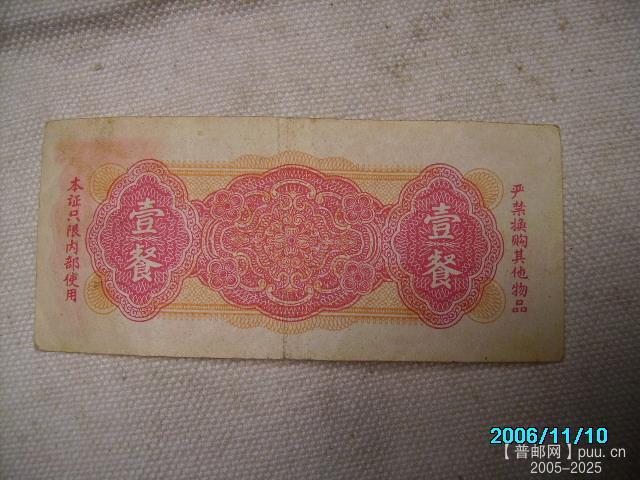 本证只限内部使用
壹餐
壹餐
严禁换购其他物品
2006/11/10
【普邮网】puu.cn
2005-2025